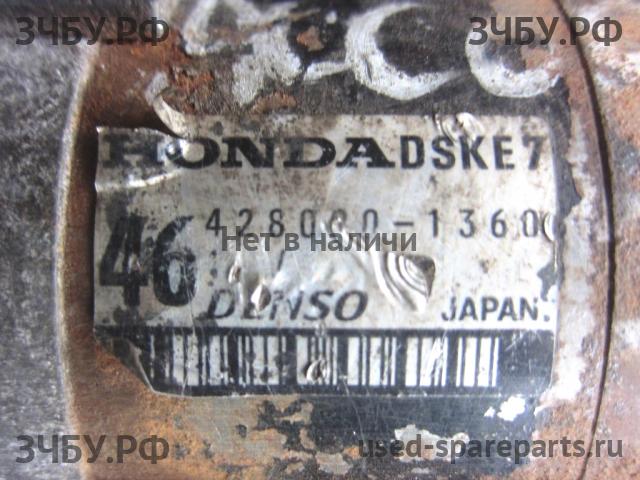 ЗЧБУ.РФ ЗЧБУ.РФ
HONDA DSKE7
46 428000-1360
Нет в наличи
DENSO JAPAN.
ЗЧБУ.РФ used-spareparts.ru